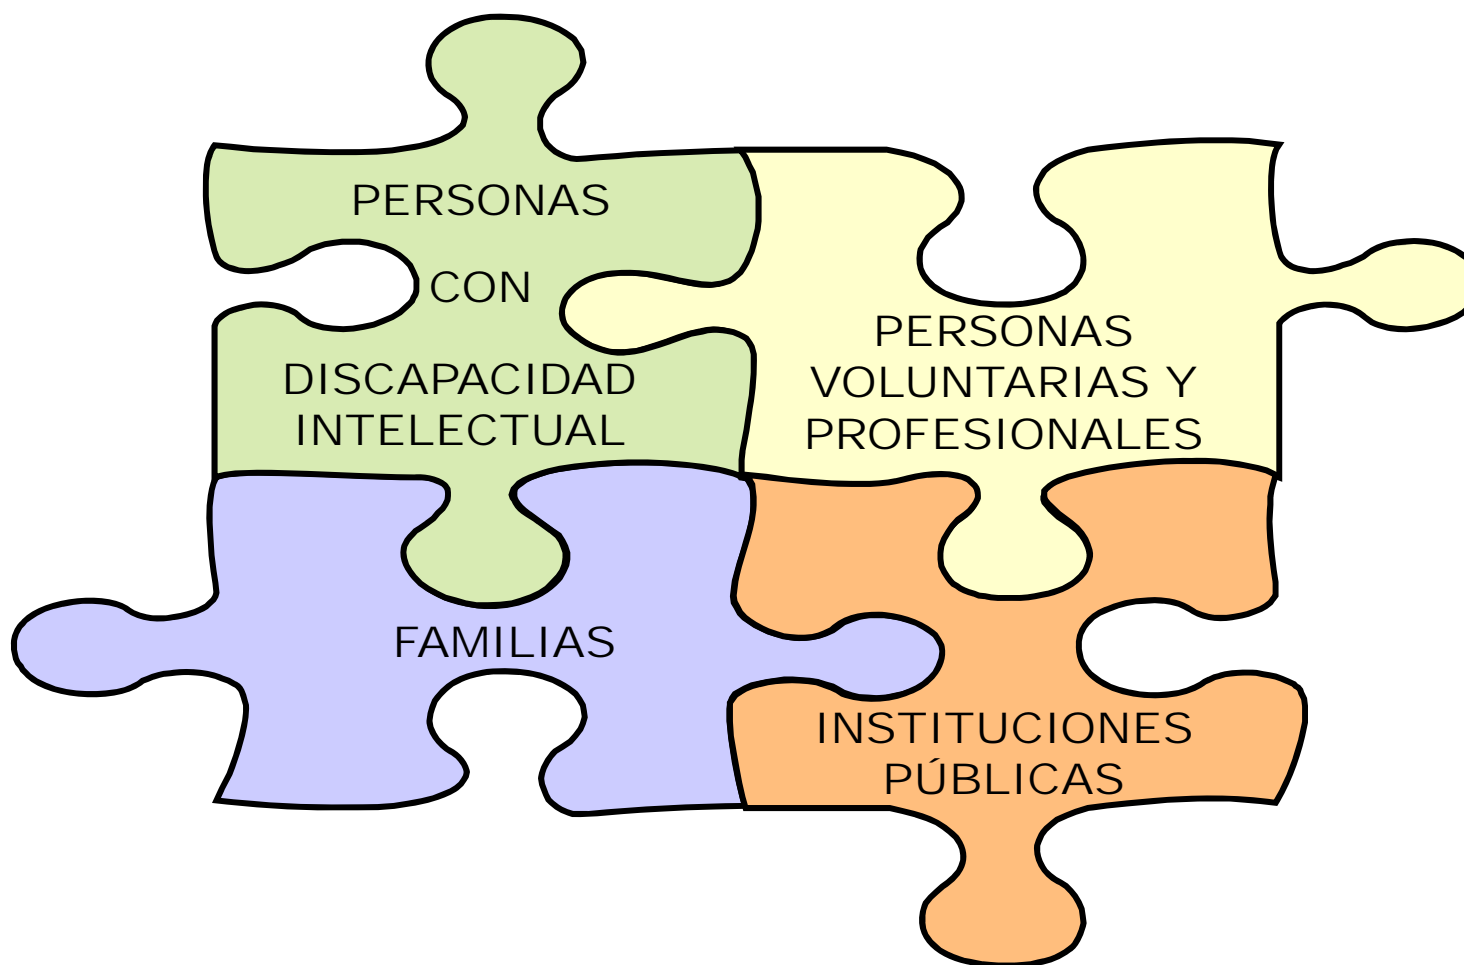 PERSONAS
CON
DISCAPACIDAD
INTELECTUAL
PERSONAS
VOLUNTARIAS Y
PROFESIONALES
FAMILIAS
INSTITUCIONES
PÚBLICAS